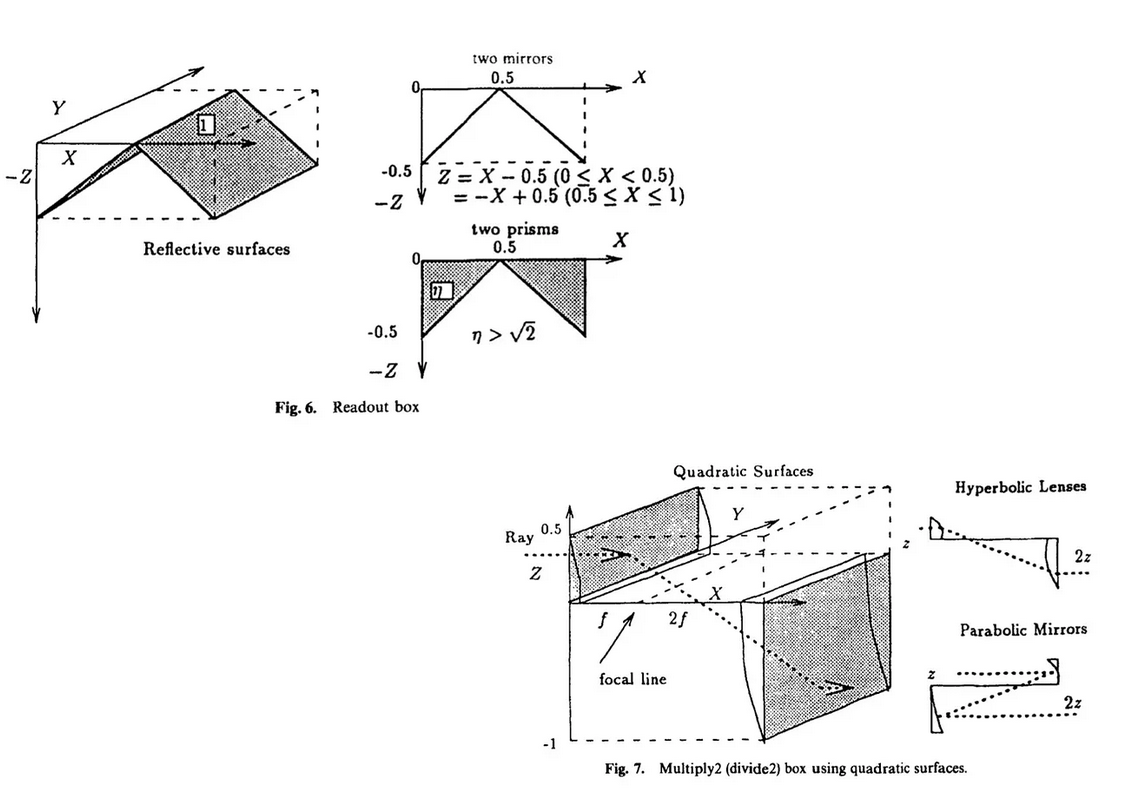 two mirrors
0.5
X
0
Y
1
X
-Z
-0.5
Z = X − 0.5 (0 ≤ X < 0.5)
= −X + 0.5 (0.5 ≤ X ≤ 1)
−Z
Reflective surfaces
two prisms
0.5
X
0
η
-0.5
η > √2
−Z
Fig. 6. Readout box
Quadratic Surfaces
Hyperbolic Lenses
Y
Ray
0.5
z
2z
Z
X
f
2f
Parabolic Mirrors
focal line
z
2z
-1
Fig. 7. Multiply2 (divide2) box using quadratic surfaces.